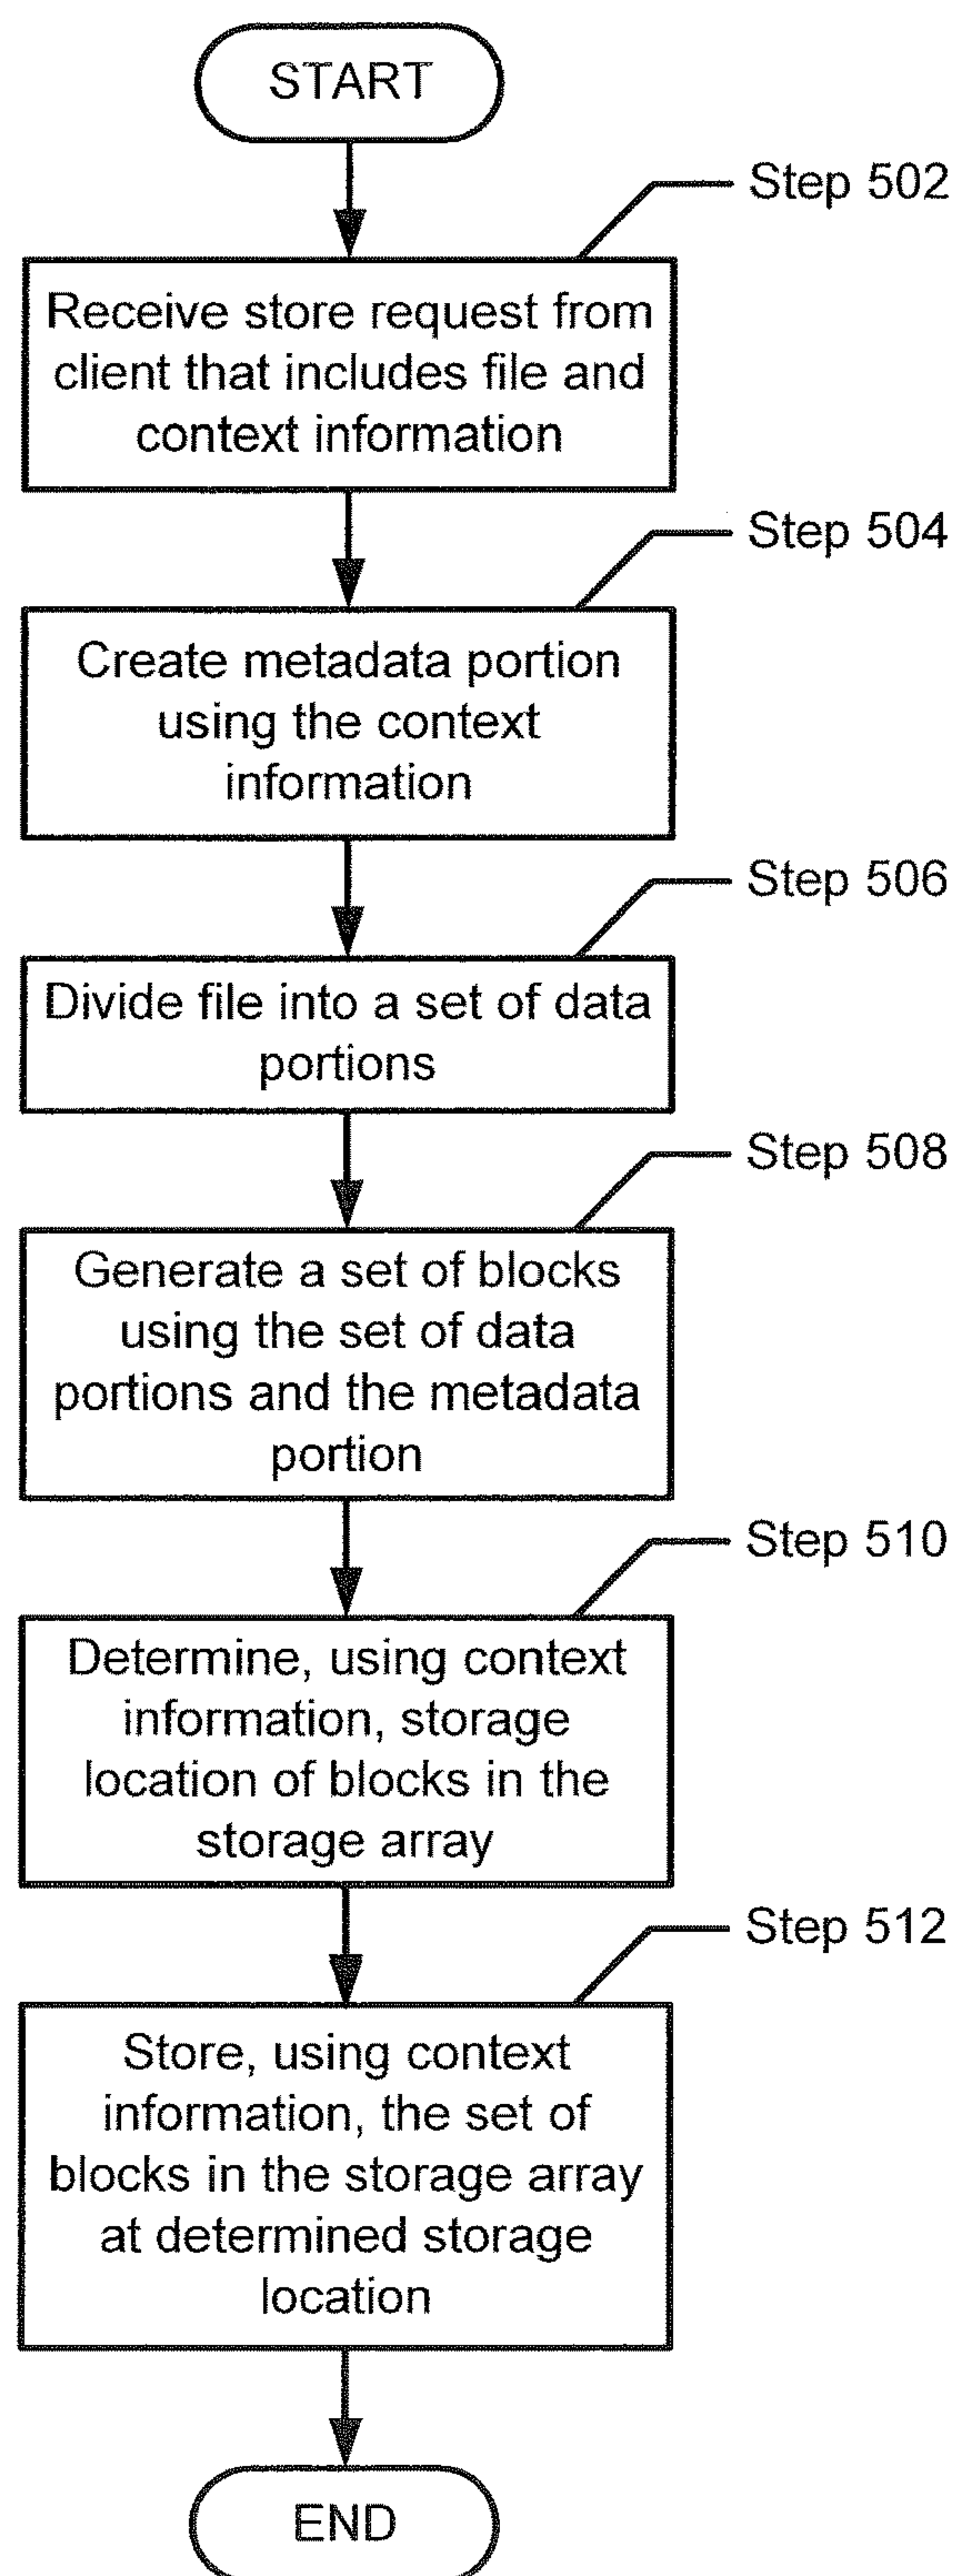 START
Step 502
Receive store request from
client that includes file and
context information
Step 504
Create metadata portion
using the context
information
Step 506
Divide file into a set of data
portions
Step 508
Generate a set of blocks
using the set of data
portions and the metadata
portion
Step 510
Determine, using context
information, storage
location of blocks in the
storage array
Step 512
Store, using context
information, the set of
blocks in the storage array
at determined storage
location
END